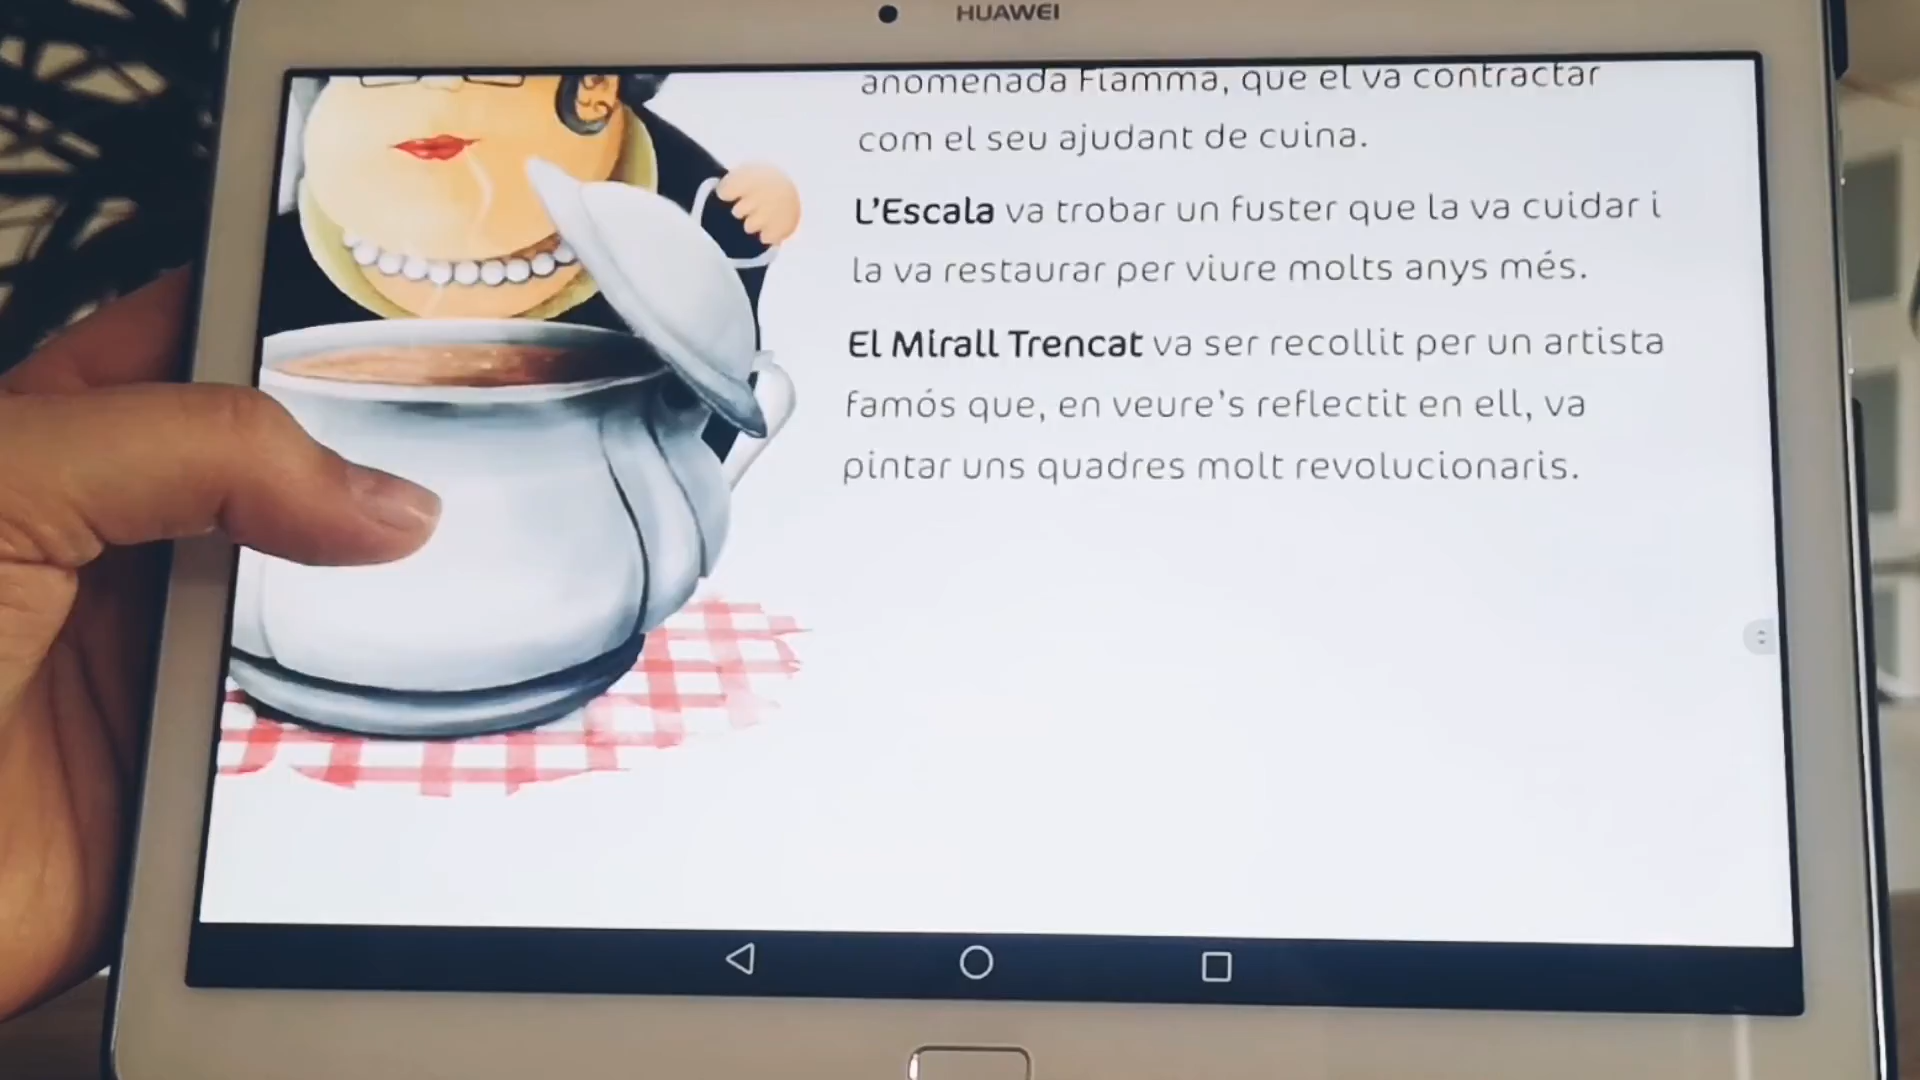 HUAWEI
anomenada Fiamma, que el va contractar
com el seu ajudant de cuina.
L'Escala va trobar un fuster que la va cuidar i
la va restaurar per viure molts anys més.
El Mirall Trencat va ser recollit per un artista
famós que, en veure's reflectit en ell, va
pintar uns quadres molt revolucionaris.